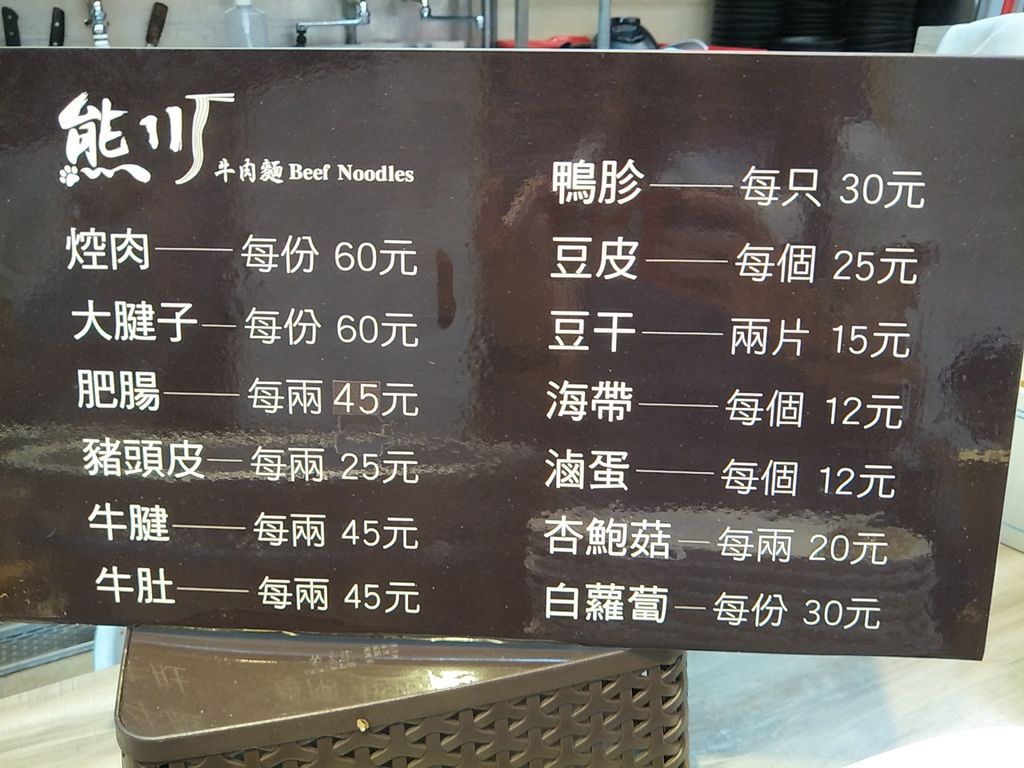 熊川
牛肉麵 Beef Noodles
焢肉 每份 60元
大腱子 每份 60元
肥腸 每兩 45元
豬頭皮 每兩 25元
牛腱 每兩 45元
牛肚 每兩 45元
鴨胗 每只 30元
豆皮 每個 25元
豆干 兩片 15元
海帶 每個 12元
滷蛋 每個 12元
杏鮑菇 每兩 20元
白蘿蔔 每份 30元